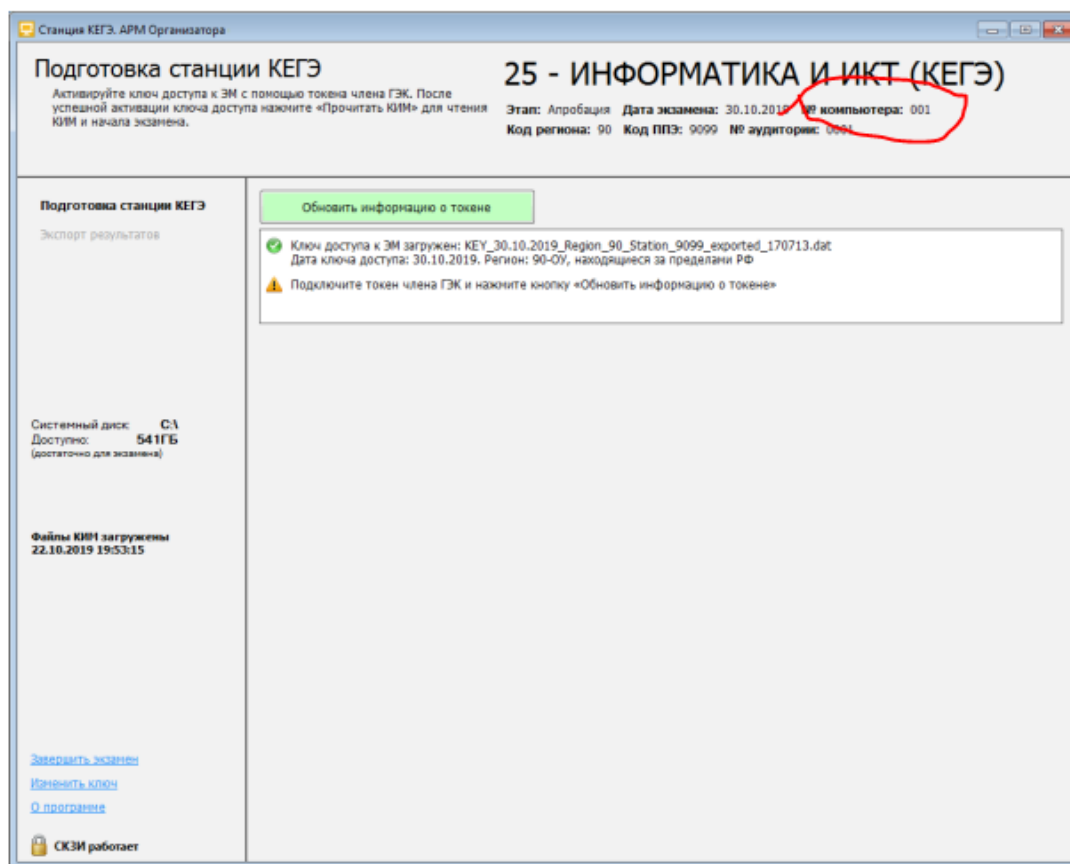 Станция КЕГЭ. АРМ Организатора
Подготовка станции КЕГЭ
Активируйте ключ доступа к ЭМ с помощью токена члена ГЭК. После
успешной активации ключа доступа нажмите «Прочитать КИМ» для чтения
КИМ и начала экзамена.
25 - ИНФОРМАТИКА И ИКТ (КЕГЭ)
Этап: Апробация Дата экзамена: 30.10.2019 № компьютера: 001
Код региона: 90 Код ППЭ: 9099 № аудитории: 0001
Подготовка станции КЕГЭ
Экспорт результатов
Обновить информацию о токене
Ключ доступа к ЭМ загружен: KEY_30.10.2019_Region_90_Station_9099_exported_170713.dat
Дата ключа доступа: 30.10.2019. Регион: 90-ОУ, находящиеся за пределами РФ
Подключите токен члена ГЭК и нажмите кнопку «Обновить информацию о токене»
Системный диск: C:\
Доступно: 541ГБ
(достаточно для экзамена)
Файлы КИМ загружены
22.10.2019 19:53:15
Завершить экзамен
Изменить ключ
О программе
СКЗИ работает